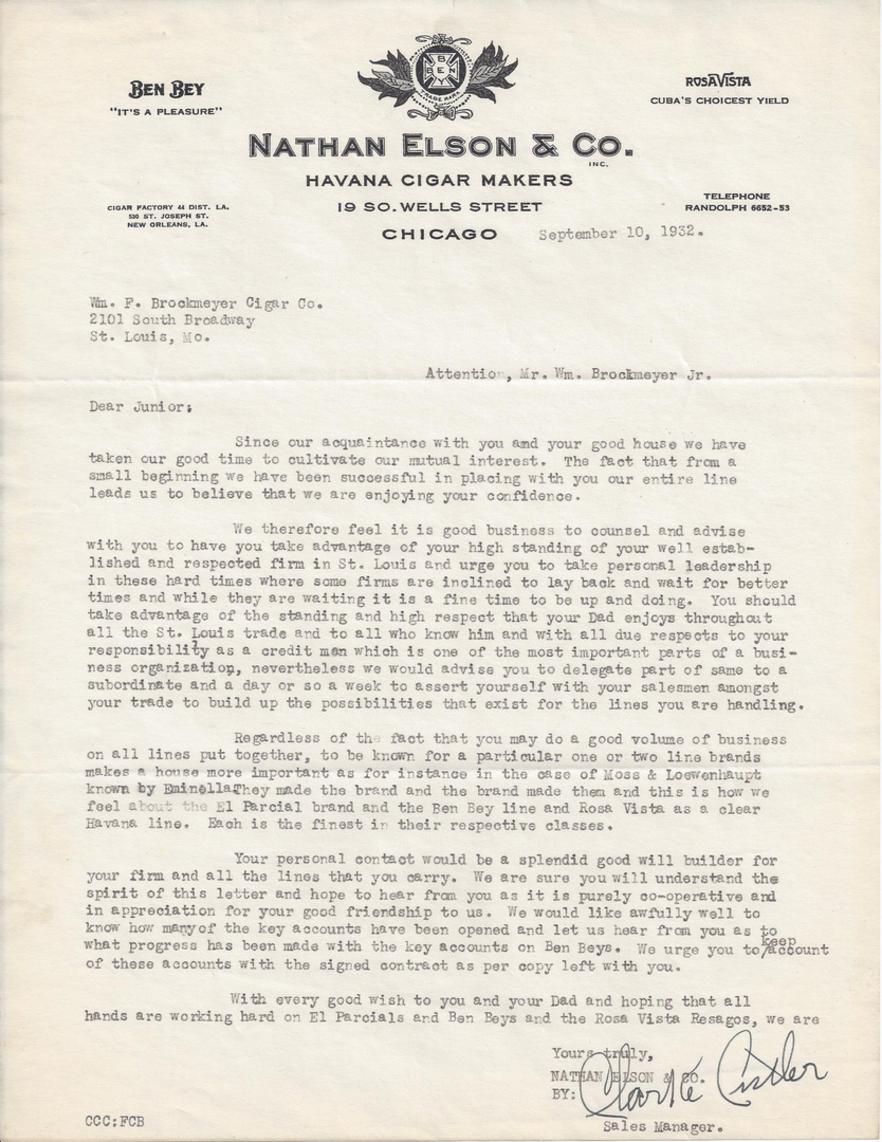 BEN BEY
"IT'S A PLEASURE"
B
BEN
N
TRADE MARK
ROSAVISTA
CUBA'S CHOICEST YIELD
NATHAN ELSON & CO.
INC.
HAVANA CIGAR MAKERS
CIGAR FACTORY 44 DIST. LA.
530 ST. JOSEPH ST.
NEW ORLEANS, LA.
19 SO. WELLS STREET
CHICAGO
TELEPHONE
RANDOLPH 6652-53
September 10, 1932.
Wm. F. Brockmeyer Cigar Co.
2101 South Broadway
St. Louis, Mo.
Attention, Mr. Wm. Brockmeyer Jr.
Dear Junior;
Since our acquaintance with you and your good house we have
taken our good time to cultivate our mutual interest. The fact that from a
small beginning we have been successful in placing with you our entire line
leads us to believe that we are enjoying your confidence.
We therefore feel it is good business to counsel and advise
with you to have you take advantage of your high standing of your well estab-
lished and respected firm in St. Louis and urge you to take personal leadership
in these hard times where some firms are inclined to lay back and wait for better
times and while they are waiting it is a fine time to be up and doing. You should
take advantage of the standing and high respect that your Dad enjoys throughout
all the St. Louis trade and to all who know him and with all due respects to your
responsibility as a credit man which is one of the most important parts of a busi-
ness organization, nevertheless we would advise you to delegate part of same to a
subordinate and a day or so a week to assert yourself with your salesmen amongst
your trade to build up the possibilities that exist for the lines you are handling.
Regardless of the fact that you may do a good volume of business
on all lines put together, to be known for a particular one or two line brands
makes a house more important as for instance in the case of Moss & Loewenhaupt
known by Eminella. They made the brand and the brand made them and this is how we
feel about the El Parcial brand and the Ben Bey line and Rosa Vista as a clear
Havana line. Each is the finest in their respective classes.
Your personal contact would be a splendid good will builder for
your firm and all the lines that you carry. We are sure you will understand the
spirit of this letter and hope to hear from you as it is purely co-operative and
in appreciation for your good friendship to us. We would like awfully well to
know how manyof the key accounts have been opened and let us hear from you as to
what progress has been made with the key accounts on Ben Beys. We urge you to/keep account
of these accounts with the signed contract as per copy left with you.
With every good wish to you and your Dad and hoping that all
hands are working hard on El Parcials and Ben Beys and the Rosa Vista Resagos, we are
Yours truly,
NATHAN ELSON & CO.
BY:
Sales Manager.
CCC:FCB